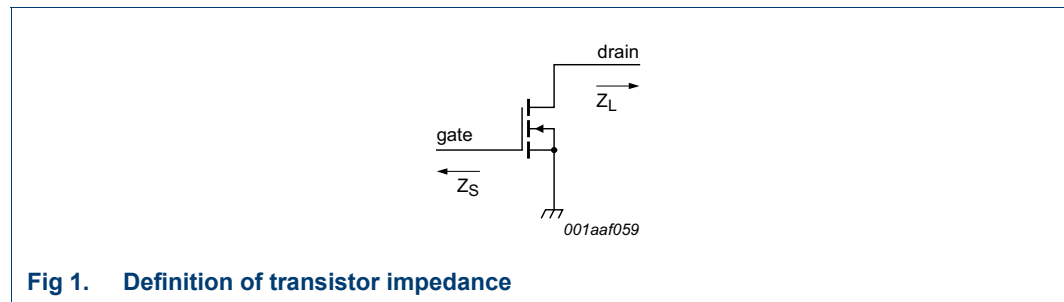 drain
Z_L
gate
Z_S
001aaf059
Fig 1. Definition of transistor impedance